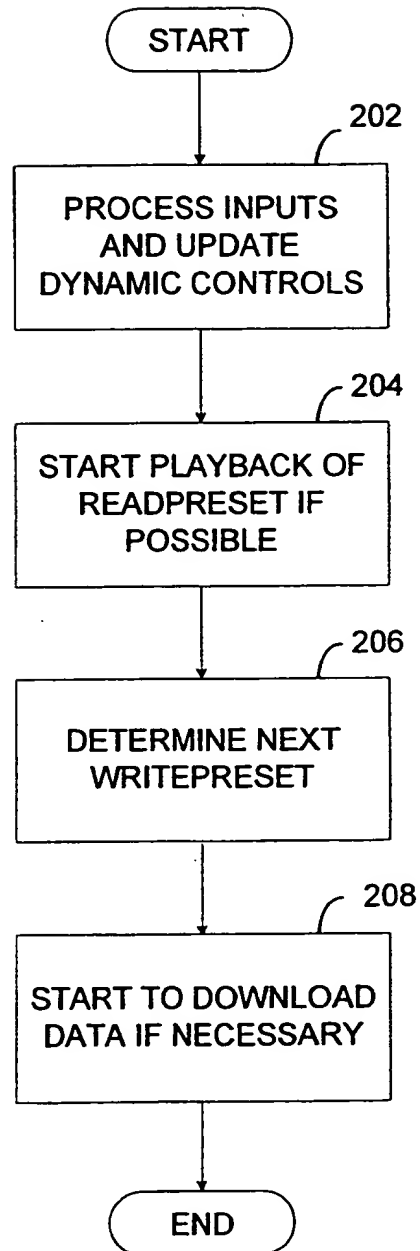 START
202
PROCESS INPUTS
AND UPDATE
DYNAMIC CONTROLS
204
START PLAYBACK OF
READPRESET IF
POSSIBLE
206
DETERMINE NEXT
WRITEPRESET
208
START TO DOWNLOAD
DATA IF NECESSARY
END